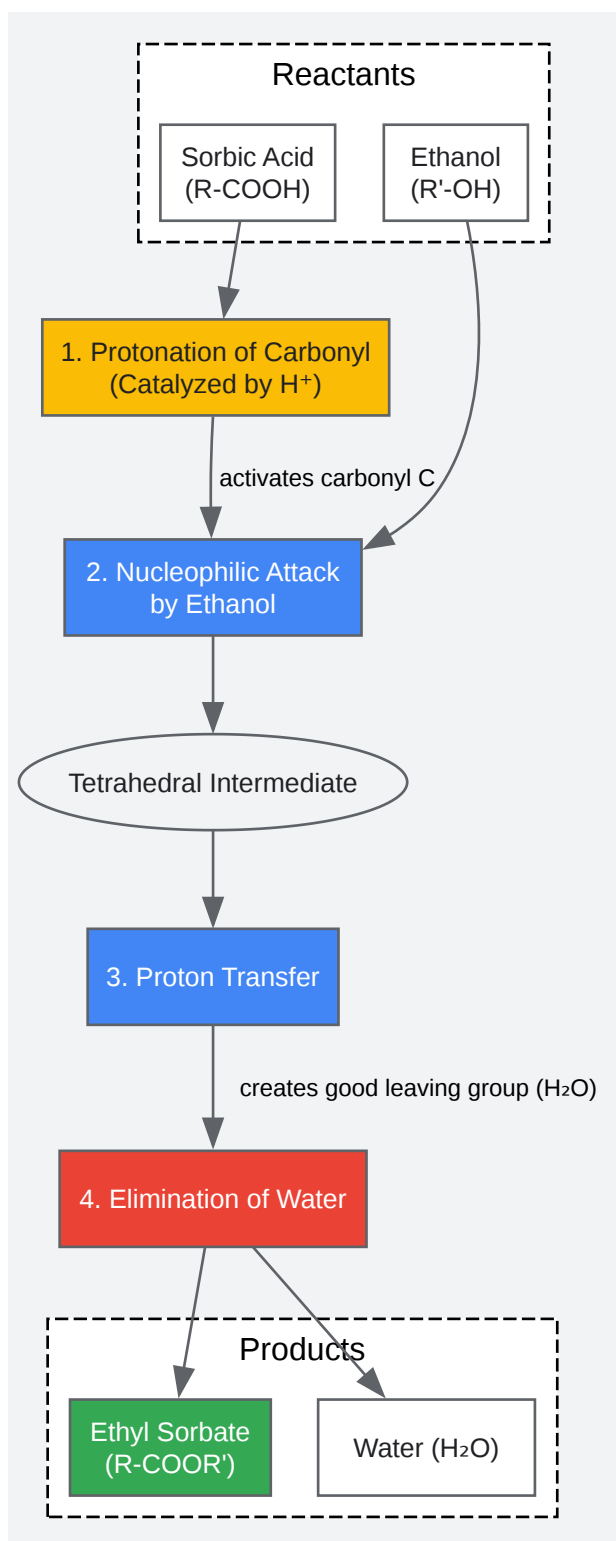 Reactants
Sorbic Acid
(R-COOH)
Ethanol
(R'-OH)
1. Protonation of Carbonyl
(Catalyzed by H⁺)
activates carbonyl C
2. Nucleophilic Attack
by Ethanol
Tetrahedral Intermediate
3. Proton Transfer
creates good leaving group (H₂O)
4. Elimination of Water
Products
Ethyl Sorbate
(R-COOR')
Water (H₂O)